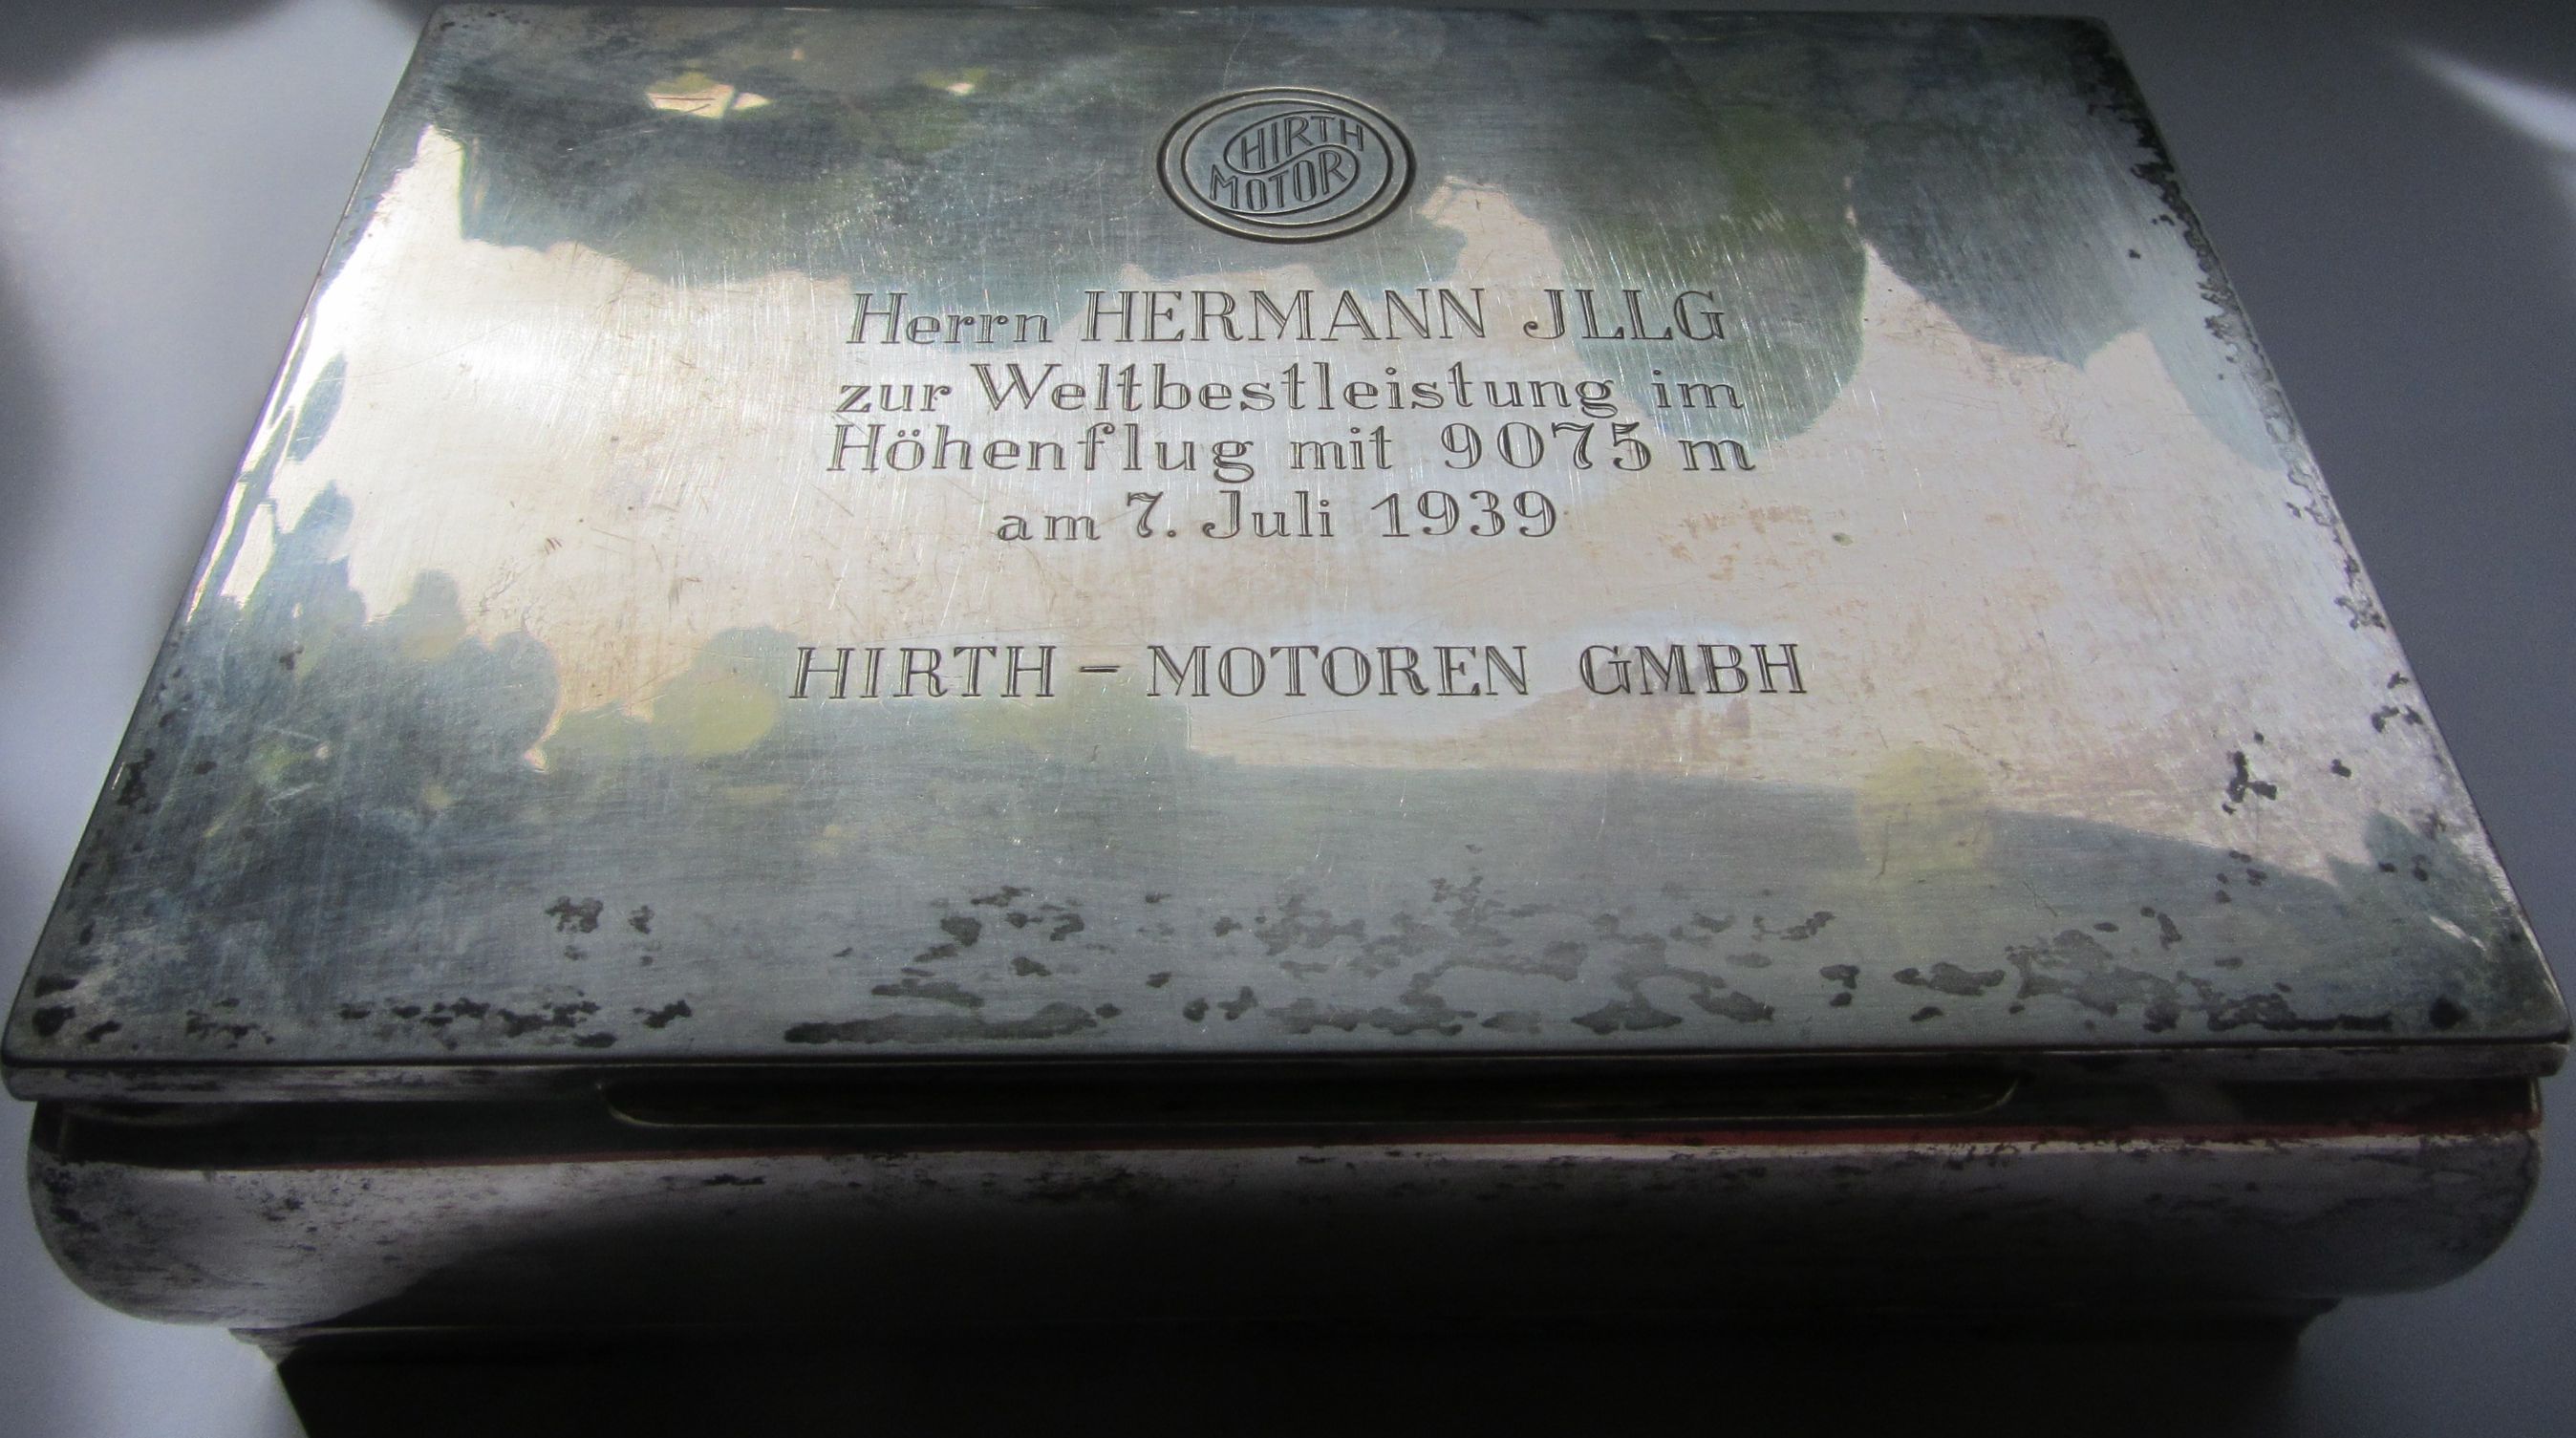 HIRTH
MOTOR
Herrn HERMANN JLLG
zur Weltbestleistung im
Höhenflug mit 9075 m
am 7. Juli 1939
HIRTH - MOTOREN GMBH